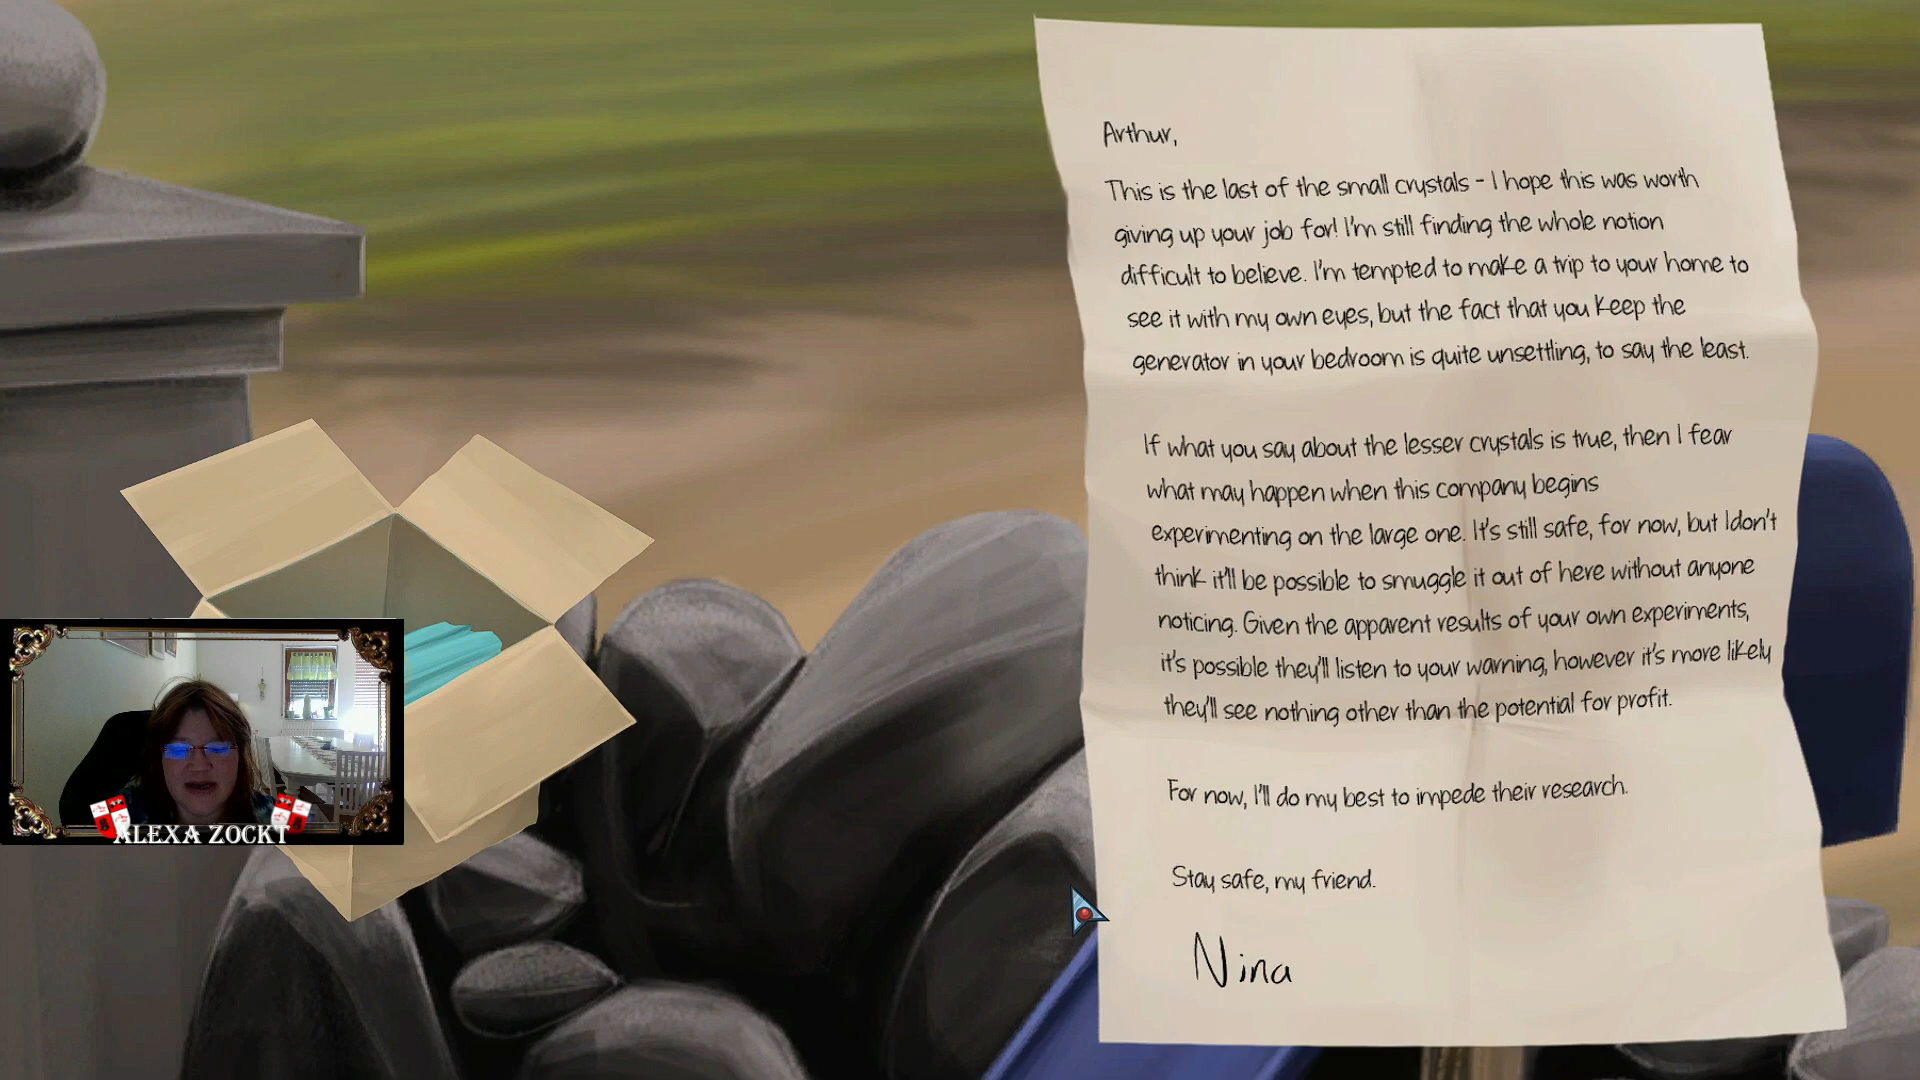 Arthur,
This is the last of the small crystals - I hope this was worth
giving up your job for! I'm still finding the whole notion
difficult to believe. I'm tempted to make a trip to your home to
see it with my own eyes, but the fact that you keep the
generator in your bedroom is quite unsettling, to say the least.
If what you say about the lesser crystals is true, then I fear
what may happen when this company begins
experimenting on the large one. It's still safe, for now, but I don't
think it'll be possible to smuggle it out of here without anyone
noticing. Given the apparent results of your own experiments,
it's possible they'll listen to your warning, however it's more likely
they'll see nothing other than the potential for profit.
For now, I'll do my best to impede their research.
Stay safe, my friend.
Nina
ALEXA ZOCKT